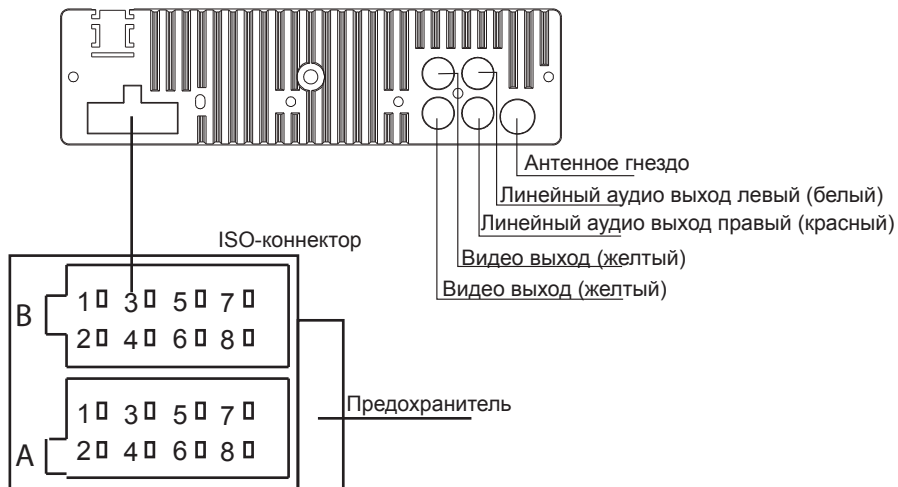 Антенное гнездо
Линейный аудио выход левый (белый)
Линейный аудио выход правый (красный)
ISO-коннектор
Видео выход (желтый)
Видео выход (желтый)
B
1 3 5 7
2 4 6 8
Предохранитель
1 3 5 7
A
2 4 6 8